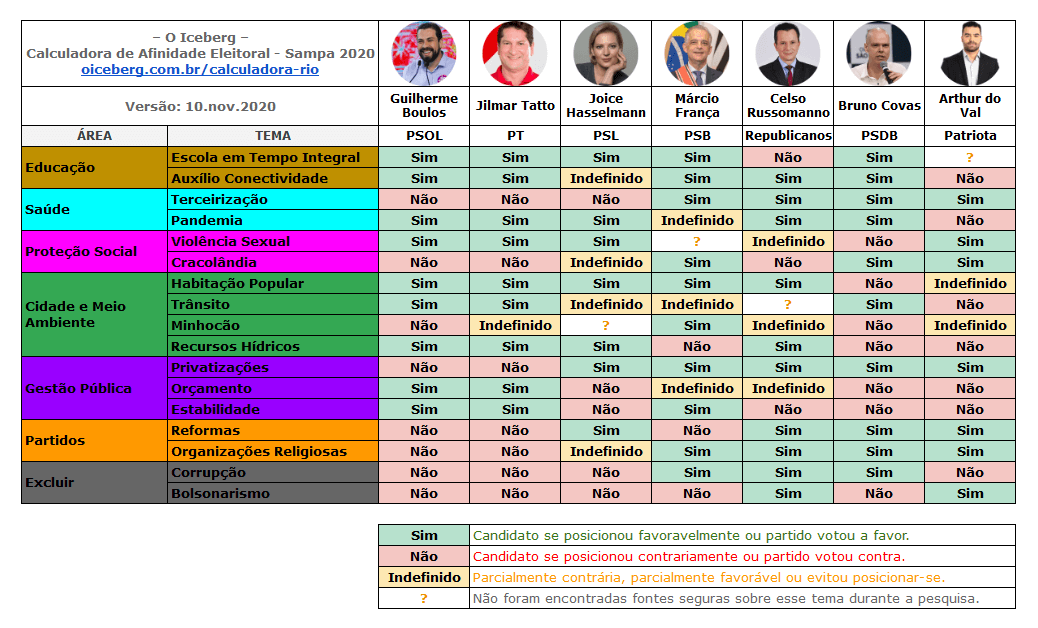 – O Iceberg –
Calculadora de Afinidade Eleitoral - Sampa 2020
oiceberg.com.br/calculadora-rio
Versão: 10.nov.2020
Guilherme Boulos
Jilmar Tatto
Joice Hasselmann
Márcio França
Celso Russomanno
Bruno Covas
Arthur do Val
ÁREA TEMA PSOL PT PSL PSB Republicanos PSDB Patriota
Educação
Escola em Tempo Integral Sim Sim Sim Sim Não Sim ?
Auxílio Conectividade Sim Sim Indefinido Sim Sim Sim Não
Saúde
Terceirização Não Não Não Sim Sim Sim Sim
Pandemia Sim Sim Sim Indefinido Sim Sim Não
Proteção Social
Violência Sexual Sim Sim Sim ? Indefinido Não Sim
Cracolândia Não Não Indefinido Sim Não Sim Sim
Cidade e Meio Ambiente
Habitação Popular Sim Sim Sim Sim Sim Não Indefinido
Trânsito Sim Sim Indefinido Indefinido ? Sim Não
Minhocão Não Indefinido ? Sim Indefinido Não Indefinido
Recursos Hídricos Sim Sim Sim Não Sim Não Não
Gestão Pública
Privatizações Não Não Sim Sim Sim Sim Sim
Orçamento Sim Sim Não Indefinido Indefinido Não Não
Estabilidade Sim Sim Não Sim Não Não Não
Partidos
Reformas Não Não Sim Não Sim Sim Sim
Organizações Religiosas Não Não Indefinido Sim Sim Sim Sim
Excluir
Corrupção Não Não Não Sim Sim Sim Não
Bolsonarismo Não Não Não Não Sim Não Sim
Sim Candidato se posicionou favoravelmente ou partido votou a favor.
Não Candidato se posicionou contrariamente ou partido votou contra.
Indefinido Parcialmente contrária, parcialmente favorável ou evitou posicionar-se.
? Não foram encontradas fontes seguras sobre esse tema durante a pesquisa.